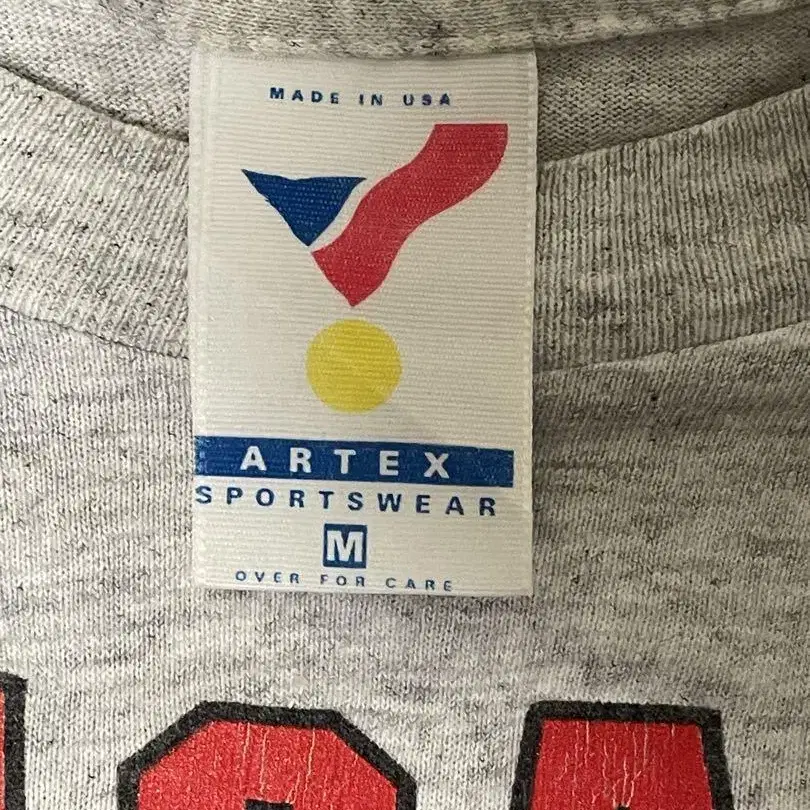 MADE IN USA
ARTEX
SPORTSWEAR
M
OVER FOR CARE